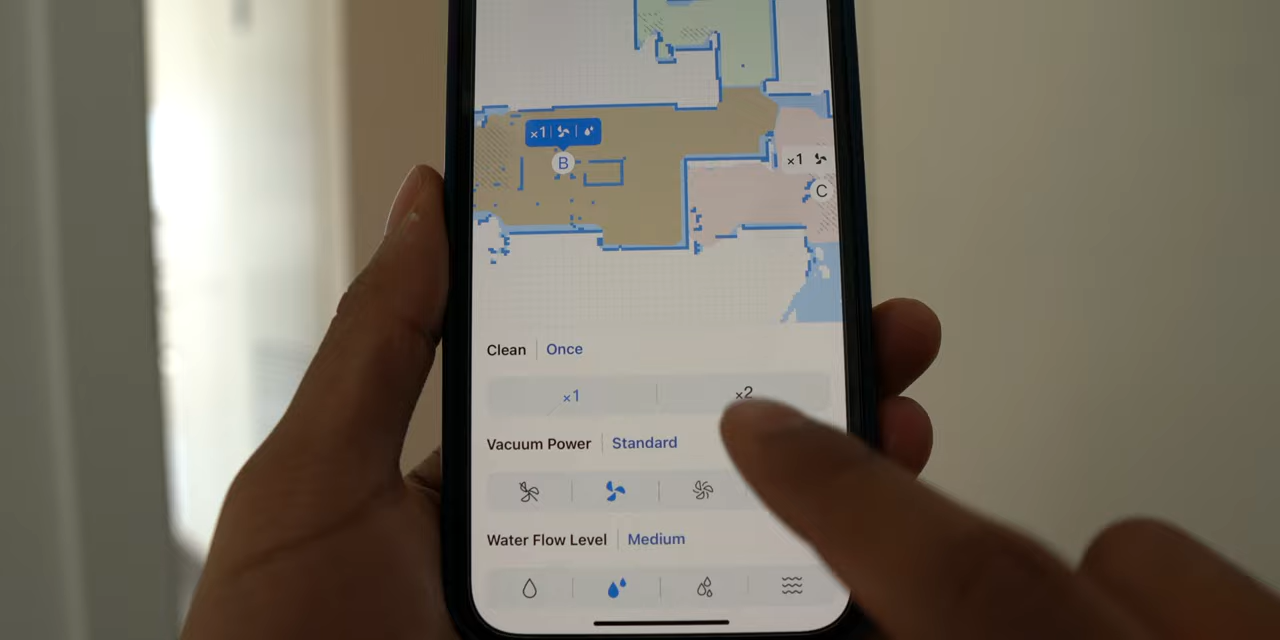 ×1
B
×1
C
Clean Once
×1 ×2
Vacuum Power Standard
Water Flow Level Medium